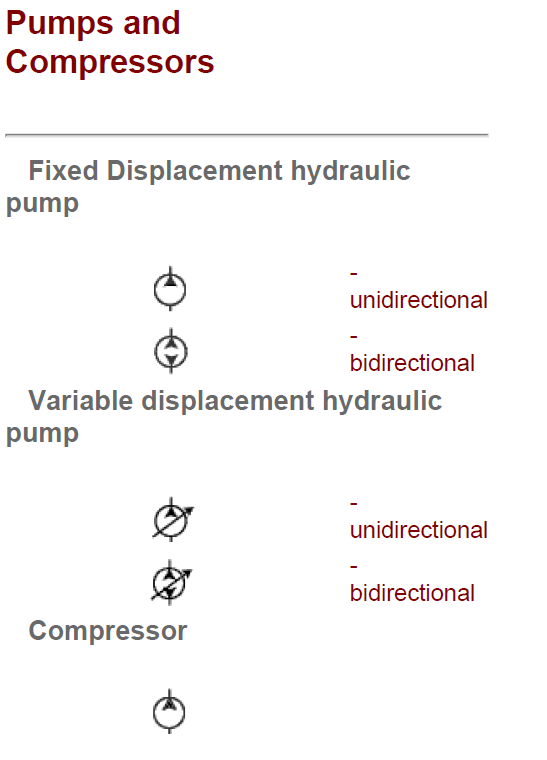 Pumps and
Compressors
Fixed Displacement hydraulic
pump
-
unidirectional
-
bidirectional
Variable displacement hydraulic
pump
-
unidirectional
-
bidirectional
Compressor